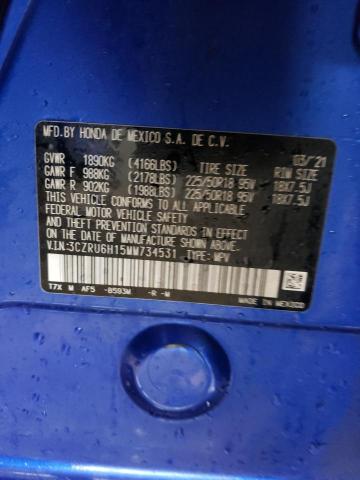 MFD.BY HONDA DE MEXICO S.A. DE C.V. 03/21
GVWR 1890KG (4166LBS) TIRE SIZE RIM SIZE
GAWR F 988KG (2178LBS) 225/50R18 95V 18X7.5J
GAWR R 902KG (1988LBS) 225/50R18 95V 18X7.5J
THIS VEHICLE CONFORMS TO ALL APPLICABLE
FEDERAL MOTOR VEHICLE SAFETY STANDARDS IN EFFECT
ON THE DATE OF MANUFACTURE SHOWN ABOVE.
V.I.N:3CZRU6H15MM734531 TYPE: MPV
T7X M AF5 -B593M -R -M
MADE IN MEXICO